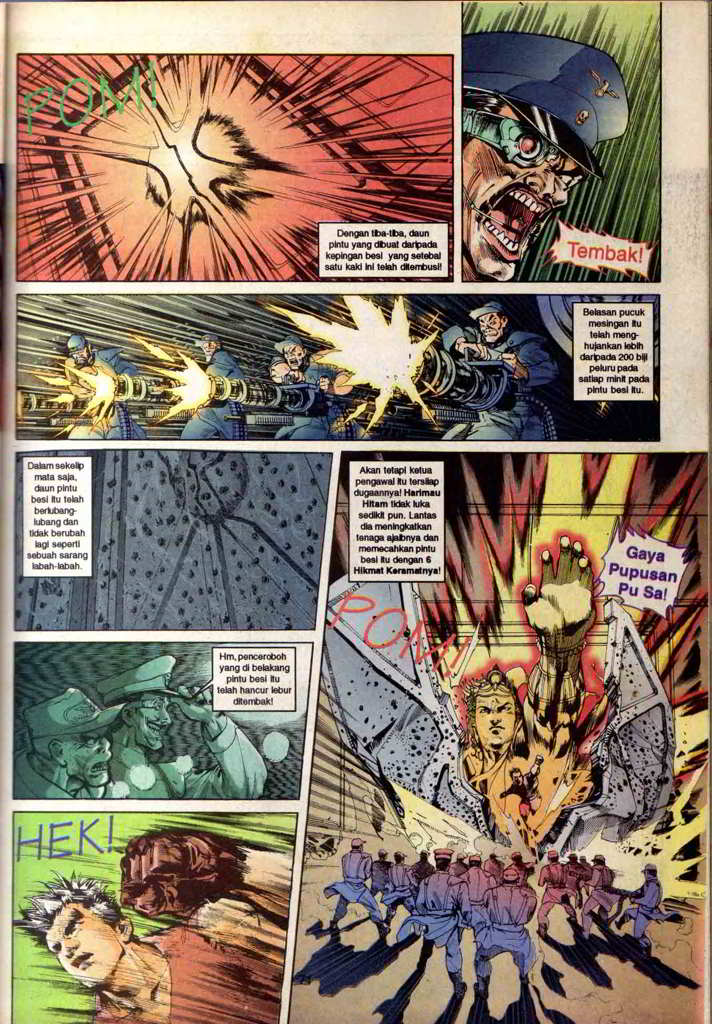 POM!
Dengan tiba-tiba, daun
pintu yang dibuat daripada
kepingan besi yang setebal
satu kaki ini telah ditembusi!
Tembak!
Belasan pucuk
mesingan itu
telah meng-
hujankan lebih
daripada 200 biji
peluru pada
satiap minit pada
pintu besi itu.
Dalam sekelip
mata saja,
daun pintu
besi itu telah
berlubang-
lubang dan
tidak berubah
lagi seperti
sebuah sarang
labah-labah.
Akan tetapi ketua
pengawal itu tersilap
dugaannya! Harimau
Hitam tidak luka
sedikit pun. Lantas
dia meningkatkan
tenaga ajaibnya dan
memecahkan pintu
besi itu dengan 6
Hikmat Keramatnya!
Gaya
Pupusan
Pu Sa!
POM!
Hm, penceroboh
yang di belakang
pintu besi itu
telah hancur lebur
ditembak!
HEK!